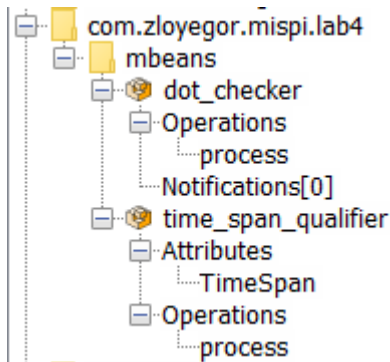 com.zloyegor.mispi.lab4
mbeans
dot_checker
Operations
process
Notifications[0]
time_span_qualifier
Attributes
TimeSpan
Operations
process